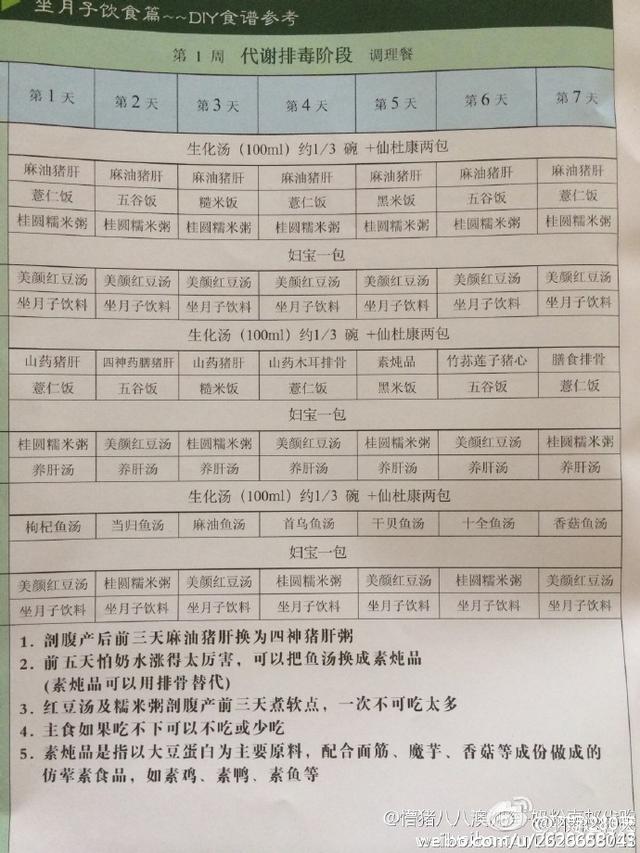 坐月子饮食篇~~DIY食谱参考
第 1 周 代谢排毒阶段 调理餐
第1天 第2天 第3天 第4天 第5天 第6天 第7天
生化汤（100ml）约1/3 碗 +仙杜康两包
麻油猪肝 麻油猪肝 麻油猪肝 麻油猪肝 麻油猪肝 麻油猪肝 麻油猪肝
薏仁饭 五谷饭 糙米饭 薏仁饭 黑米饭 五谷饭 薏仁饭
桂圆糯米粥 桂圆糯米粥 桂圆糯米粥 桂圆糯米粥 桂圆糯米粥 桂圆糯米粥 桂圆糯米粥
妇宝一包
美颜红豆汤 美颜红豆汤 美颜红豆汤 美颜红豆汤 美颜红豆汤 美颜红豆汤 美颜红豆汤
坐月子饮料 坐月子饮料 坐月子饮料 坐月子饮料 坐月子饮料 坐月子饮料 坐月子饮料
生化汤（100ml）约1/3 碗 +仙杜康两包
山药猪肝 四神药膳猪肝 山药猪肝 山药木耳排骨 素炖品 竹荪莲子猪心 膳食排骨
薏仁饭 五谷饭 糙米饭 薏仁饭 黑米饭 五谷饭 薏仁饭
妇宝一包
桂圆糯米粥 美颜红豆汤 桂圆糯米粥 美颜红豆汤 桂圆糯米粥 美颜红豆汤 桂圆糯米粥
养肝汤 养肝汤 养肝汤 养肝汤 养肝汤 养肝汤 养肝汤
生化汤（100ml）约1/3 碗 +仙杜康两包
枸杞鱼汤 当归鱼汤 麻油鱼汤 首乌鱼汤 干贝鱼汤 十全鱼汤 香菇鱼汤
妇宝一包
美颜红豆汤 桂圆糯米粥 美颜红豆汤 桂圆糯米粥 美颜红豆汤 桂圆糯米粥 美颜红豆汤
坐月子饮料 坐月子饮料 坐月子饮料 坐月子饮料 坐月子饮料 坐月子饮料 坐月子饮料
1. 剖腹产后前三天麻油猪肝换为四神猪肝粥
2. 前五天怕奶水涨得太厉害，可以把鱼汤换成素炖品
(素炖品可以用排骨替代)
3. 红豆汤及糯米粥剖腹产前三天煮软点，一次不可吃太多
4. 主食如果吃不下可以不吃或少吃
5. 素炖品是指以大豆蛋白为主要原料，配合面筋、魔芋、香菇等成份做成的
仿荤素食品，如素鸡、素鸭、素鱼等
@悟猪八八澳
weibo.com/u/2626658043